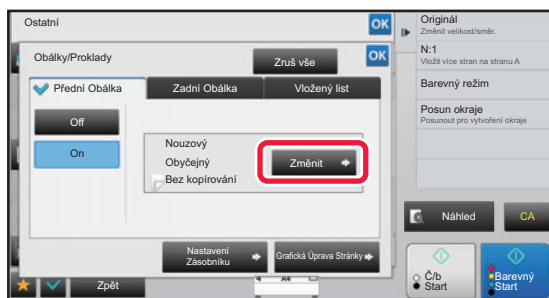 Ostatní
OK
Obálky/Proklady
Zruš vše
OK
Přední Obálka
Zadní Obálka
Vložený list
Off
On
Nouzový
Obyčejný
Bez kopírování
Změnit
Nastavení
Zásobníku
Grafická Úprava Stránky
Zpět
A4
Originál
Změnit velikost/směr.
N:1
Vložit více stran na stranu A
Barevný režim
Posun okraje
Posunout pro vytvoření okraje
Náhled
CA
Č/b
Start
Barevný
Start